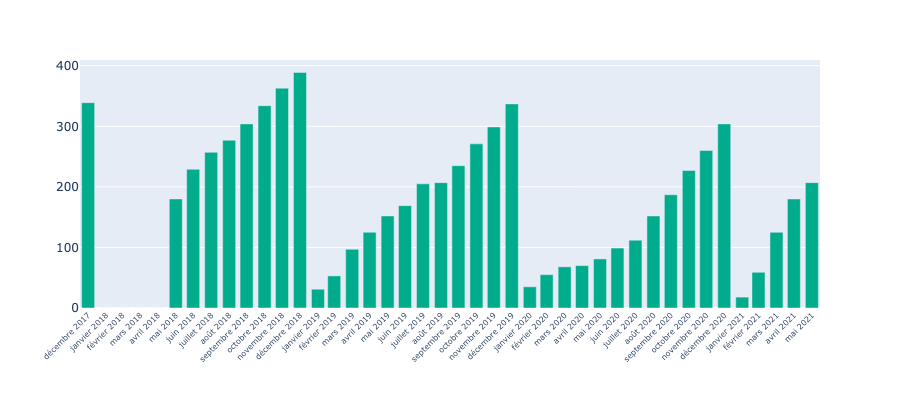 400
300
200
100
0
décembre 2017
janvier 2018
février 2018
mars 2018
avril 2018
mai 2018
juin 2018
juillet 2018
août 2018
septembre 2018
octobre 2018
novembre 2018
décembre 2018
janvier 2019
février 2019
mars 2019
avril 2019
mai 2019
juin 2019
juillet 2019
août 2019
septembre 2019
octobre 2019
novembre 2019
décembre 2019
janvier 2020
février 2020
mars 2020
avril 2020
mai 2020
juin 2020
juillet 2020
août 2020
septembre 2020
octobre 2020
novembre 2020
décembre 2020
janvier 2021
février 2021
mars 2021
avril 2021
mai 2021